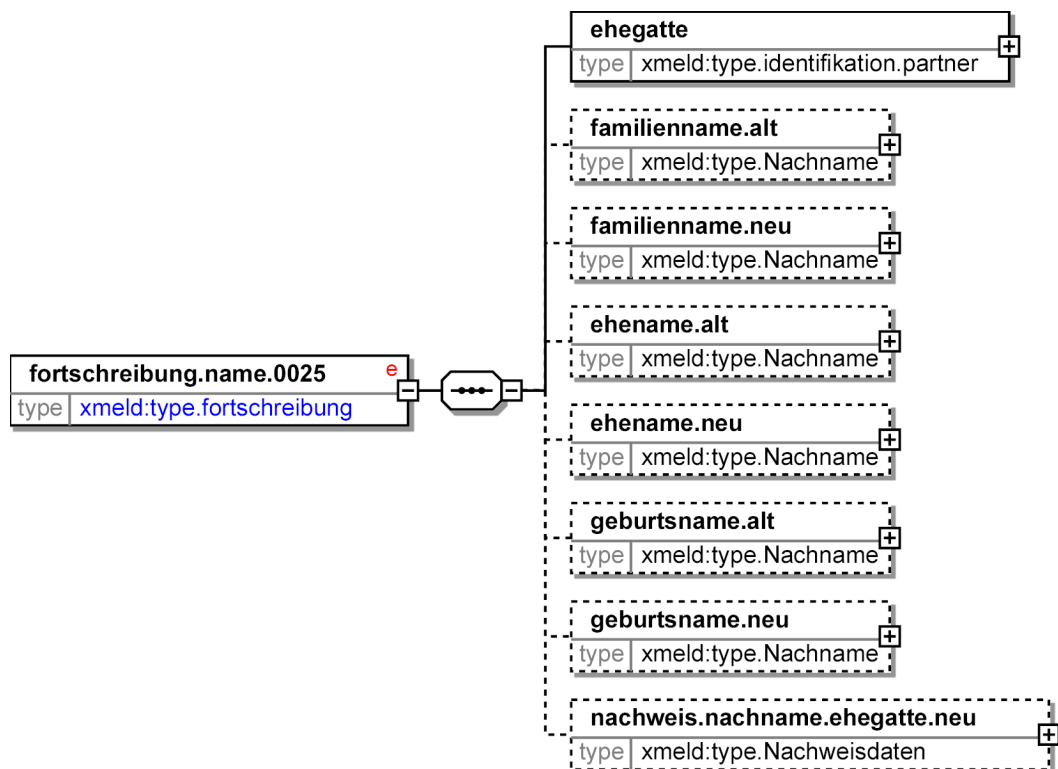 ehegatte
type xmeld:type.identifikation.partner
familienname.alt
type xmeld:type.Nachname
familienname.neu
type xmeld:type.Nachname
ehename.alt
type xmeld:type.Nachname
fortschreibung.name.0025 e
type xmeld:type.fortschreibung
ehename.neu
type xmeld:type.Nachname
geburtsname.alt
type xmeld:type.Nachname
geburtsname.neu
type xmeld:type.Nachname
nachweis.nachname.ehegatte.neu
type xmeld:type.Nachweisdaten